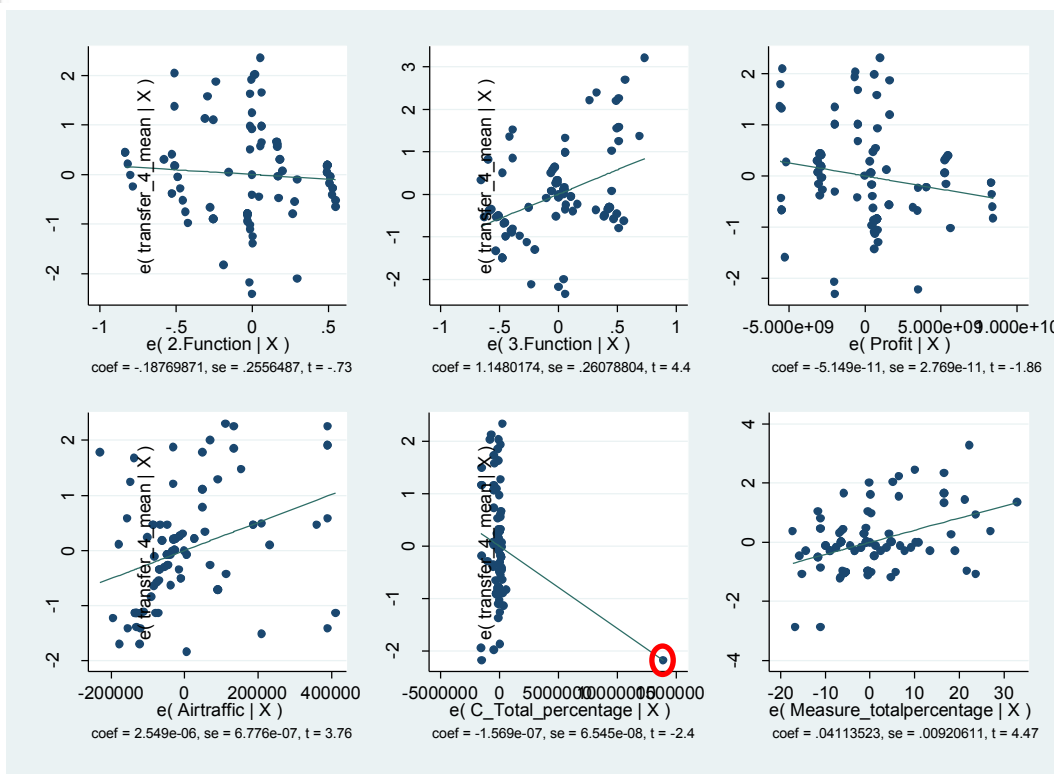 e( transfer_4_mean | X )
-2
-1
0
1
2
-1
-.5
0
.5
e( 2.Function | X )
coef = -.18769871, se = .2556487, t = -.73
e( transfer_4_mean | X )
-2
-1
0
1
2
3
-1
-.5
0
.5
1
e( 3.Function | X )
coef = 1.1480174, se = .26078804, t = 4.4
-2
-1
0
1
2
-5.000e+09
0
5.000e+09
e( Profit | X )
coef = -5.149e-11, se = 2.769e-11, t = -1.86
e( transfer_4_mean | X )
-2
-1
0
1
2
-200000
0
200000
400000
e( Airtraffic | X )
coef = 2.549e-06, se = 6.776e-07, t = 3.76
e( transfer_4_mean | X )
-2
-1
0
1
2
-5000000
0
e( C_Total_percentage | X )
coef = -1.569e-07, se = 6.545e-08, t = -2.4
-4
-2
0
2
4
-20
-10
0
10
20
30
e( Measure_totalpercentage | X )
coef = .04113523, se = .00920611, t = 4.47